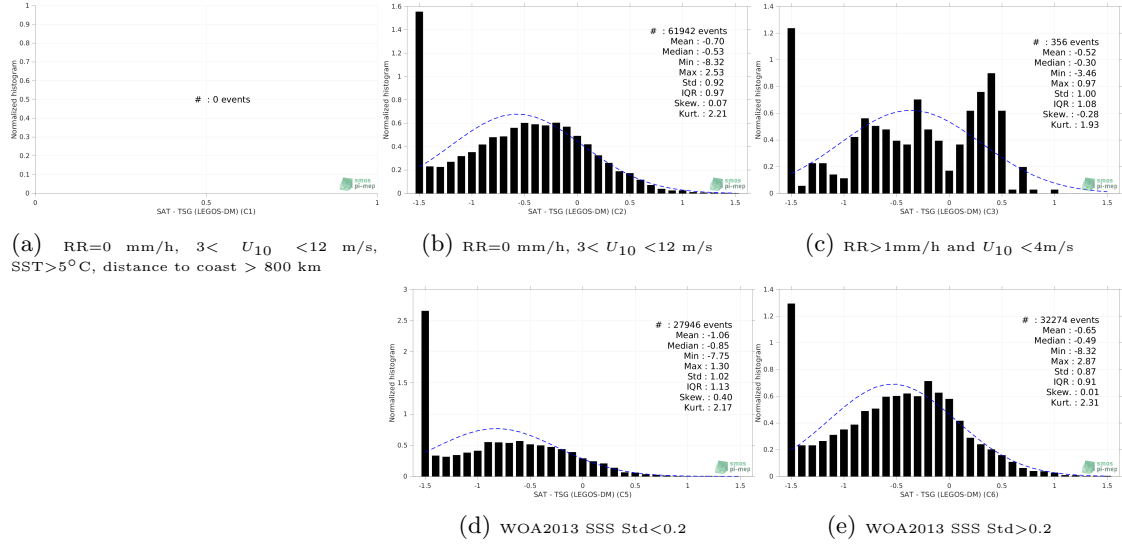 1
0.9
0.8
0.7
0.6
0.5
0.4
0.3
0.2
0.1
0
Normalized histogram
# : 0 events
smos
pi-mep
0 0.5 1
SAT - TSG (LEGOS-DM) (C1)
(a) RR=0 mm/h, 3< U10 <12 m/s,
SST>5°C, distance to coast > 800 km
1.6
1.4
1.2
1
0.8
0.6
0.4
0.2
0
Normalized histogram
# : 61942 events
Mean : -0.70
Median : -0.53
Min : -8.32
Max : 2.53
Std : 0.92
IQR : 0.97
Skew. : 0.07
Kurt. : 2.21
smos
pi-mep
-1.5 -1 -0.5 0 0.5 1 1.5
SAT - TSG (LEGOS-DM) (C2)
(b) RR=0 mm/h, 3< U10 <12 m/s
1.4
1.2
1
0.8
0.6
0.4
0.2
0
Normalized histogram
# : 356 events
Mean : -0.52
Median : -0.30
Min : -3.46
Max : 0.97
Std : 1.00
IQR : 1.08
Skew. : -0.28
Kurt. : 1.93
smos
pi-mep
-1.5 -1 -0.5 0 0.5 1 1.5
SAT - TSG (LEGOS-DM) (C3)
(c) RR>1mm/h and U10 <4m/s
3
2.5
2
1.5
1
0.5
0
Normalized histogram
# : 27946 events
Mean : -1.06
Median : -0.85
Min : -7.75
Max : 1.30
Std : 1.02
IQR : 1.13
Skew. : 0.40
Kurt. : 2.17
smos
pi-mep
-1.5 -1 -0.5 0 0.5 1 1.5
SAT - TSG (LEGOS-DM) (C5)
(d) WOA2013 SSS Std<0.2
1.4
1.2
1
0.8
0.6
0.4
0.2
0
Normalized histogram
# : 32274 events
Mean : -0.65
Median : -0.49
Min : -8.32
Max : 2.87
Std : 0.87
IQR : 0.91
Skew. : 0.01
Kurt. : 2.31
smos
pi-mep
-1.5 -1 -0.5 0 0.5 1 1.5
SAT - TSG (LEGOS-DM) (C6)
(e) WOA2013 SSS Std>0.2